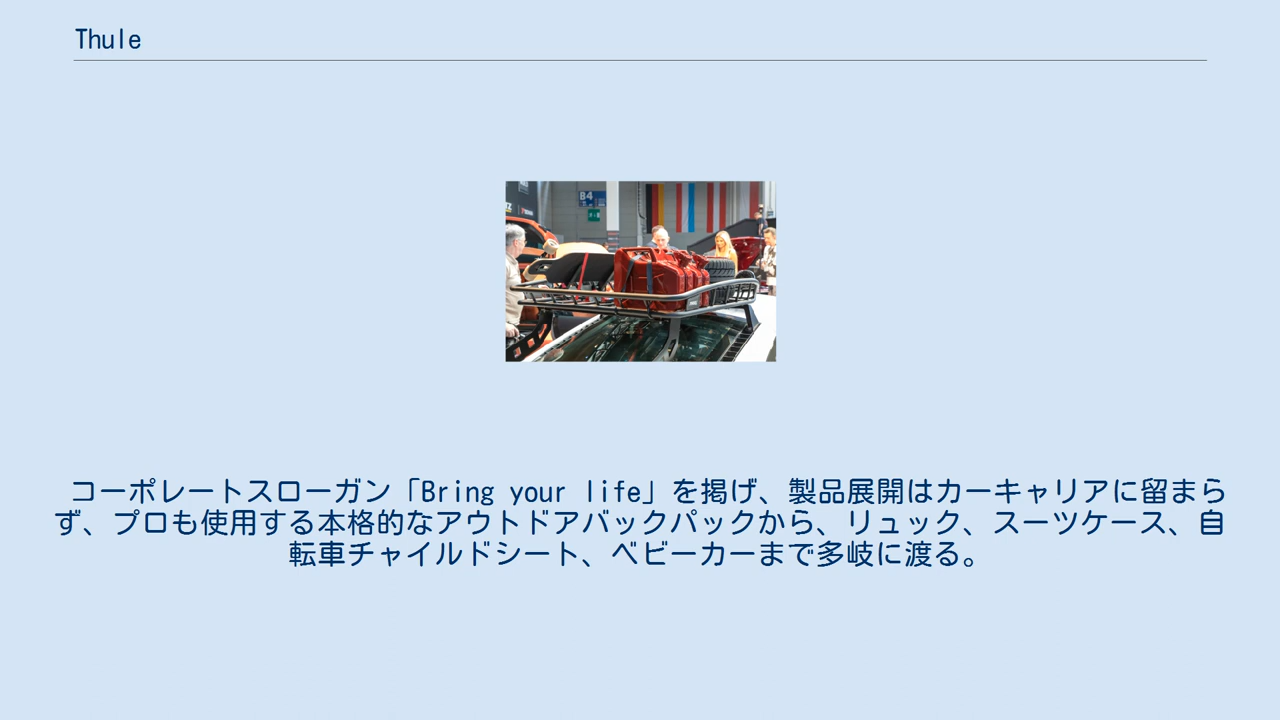 Thule
B4
コーポレートスローガン「Bring your life」を掲げ、製品展開はカーキャリアに留まら
ず、プロも使用する本格的なアウトドアバックパックから、リュック、スーツケース、自
転車チャイルドシート、ベビーカーまで多岐に渡る。